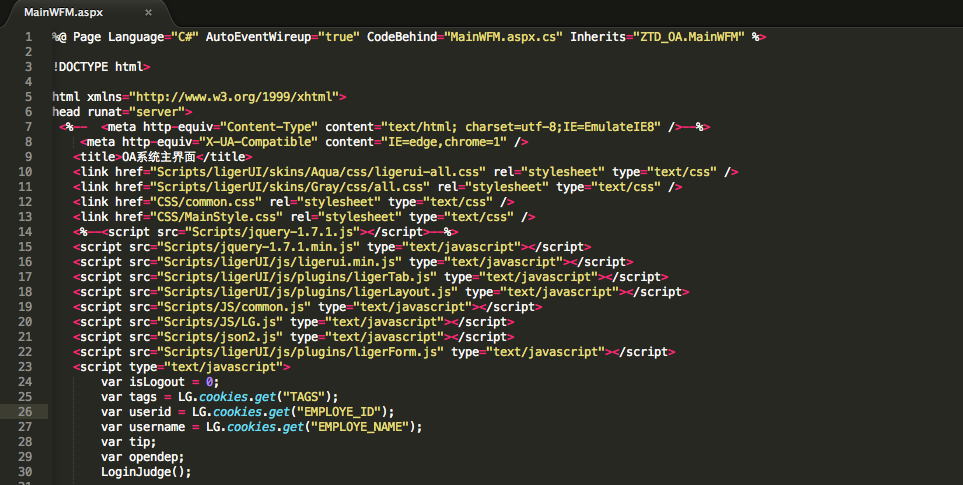 MainWFM.aspx ×
1 %@ Page Language="C#" AutoEventWireup="true" CodeBehind="MainWFM.aspx.cs" Inherits="ZTD_OA.MainWFM" %>
2
3 !DOCTYPE html>
4
5 html xmlns="http://www.w3.org/1999/xhtml">
6 head runat="server">
7 <%-- <meta http-equiv="Content-Type" content="text/html; charset=utf-8;IE=EmulateIE8" />--%>
8 <meta http-equiv="X-UA-Compatible" content="IE=edge,chrome=1" />
9 <title>OA系统主界面</title>
10 <link href="Scripts/ligerUI/skins/Aqua/css/ligerui-all.css" rel="stylesheet" type="text/css" />
11 <link href="Scripts/ligerUI/skins/Gray/css/all.css" rel="stylesheet" type="text/css" />
12 <link href="CSS/common.css" rel="stylesheet" type="text/css" />
13 <link href="CSS/MainStyle.css" rel="stylesheet" type="text/css" />
14 <%--<script src="Scripts/jquery-1.7.1.js"></script>--%>
15 <script src="Scripts/jquery-1.7.1.min.js" type="text/javascript"></script>
16 <script src="Scripts/ligerUI/js/ligerui.min.js" type="text/javascript"></script>
17 <script src="Scripts/ligerUI/js/plugins/ligerTab.js" type="text/javascript"></script>
18 <script src="Scripts/ligerUI/js/plugins/ligerLayout.js" type="text/javascript"></script>
19 <script src="Scripts/JS/common.js" type="text/javascript"></script>
20 <script src="Scripts/JS/LG.js" type="text/javascript"></script>
21 <script src="Scripts/json2.js" type="text/javascript"></script>
22 <script src="Scripts/ligerUI/js/plugins/ligerForm.js" type="text/javascript"></script>
23 <script type="text/javascript">
24 var isLogout = 0;
25 var tags = LG.cookies.get("TAGS");
26 var userid = LG.cookies.get("EMPLOYE_ID");
27 var username = LG.cookies.get("EMPLOYE_NAME");
28 var tip;
29 var opendep;
30 LoginJudge();